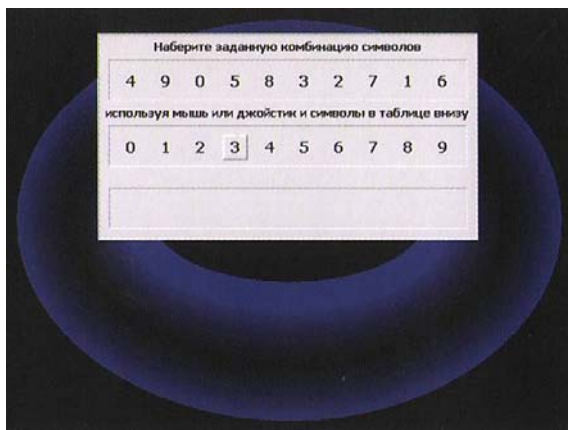 Наберите заданную комбинацию символов
4 9 0 5 8 3 2 7 1 6
используя мышь или джойстик и символы в таблице внизу
0 1 2 3 4 5 6 7 8 9